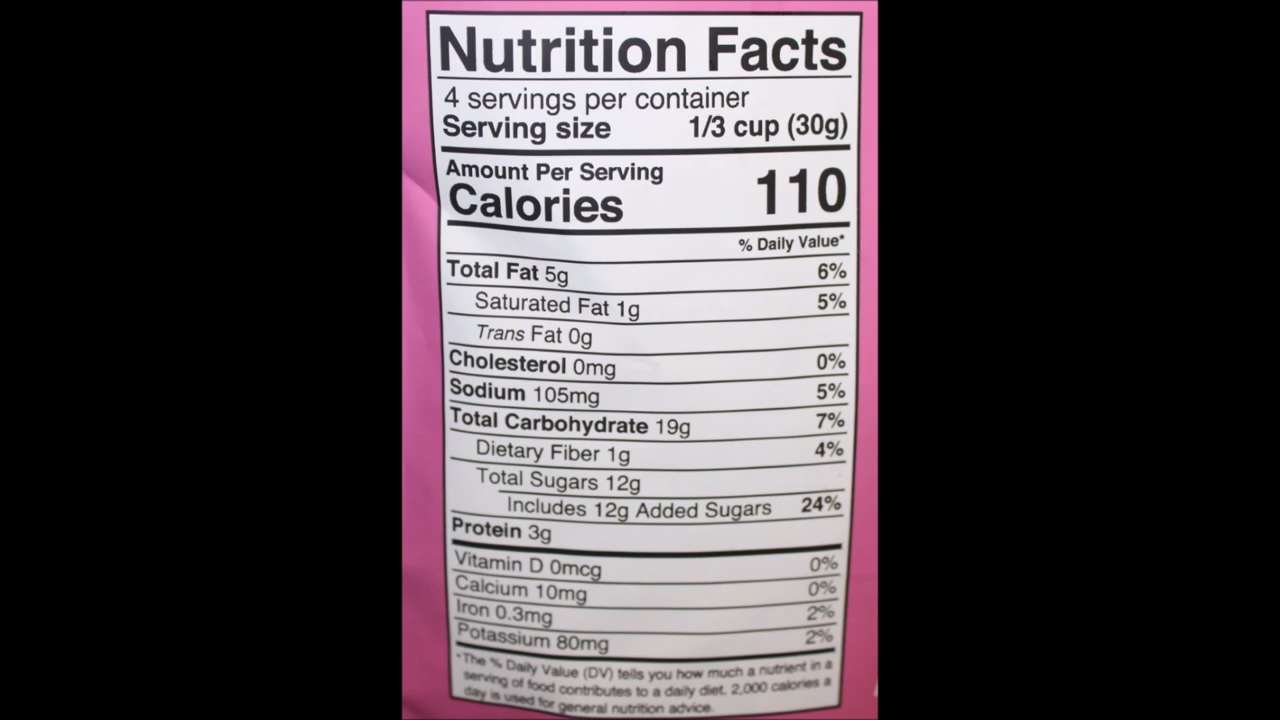 Nutrition Facts
4 servings per container
Serving size 1/3 cup (30g)
Amount Per Serving
Calories 110
% Daily Value*
Total Fat 5g 6%
Saturated Fat 1g 5%
Trans Fat 0g
Cholesterol 0mg 0%
Sodium 105mg 5%
Total Carbohydrate 19g 7%
Dietary Fiber 1g 4%
Total Sugars 12g
Includes 12g Added Sugars 24%
Protein 3g
Vitamin D 0mcg 0%
Calcium 10mg 0%
Iron 0.3mg 2%
Potassium 80mg 2%
*The % Daily Value (DV) tells you how much a nutrient in a
serving of food contributes to a daily diet. 2,000 calories a
day is used for general nutrition advice.